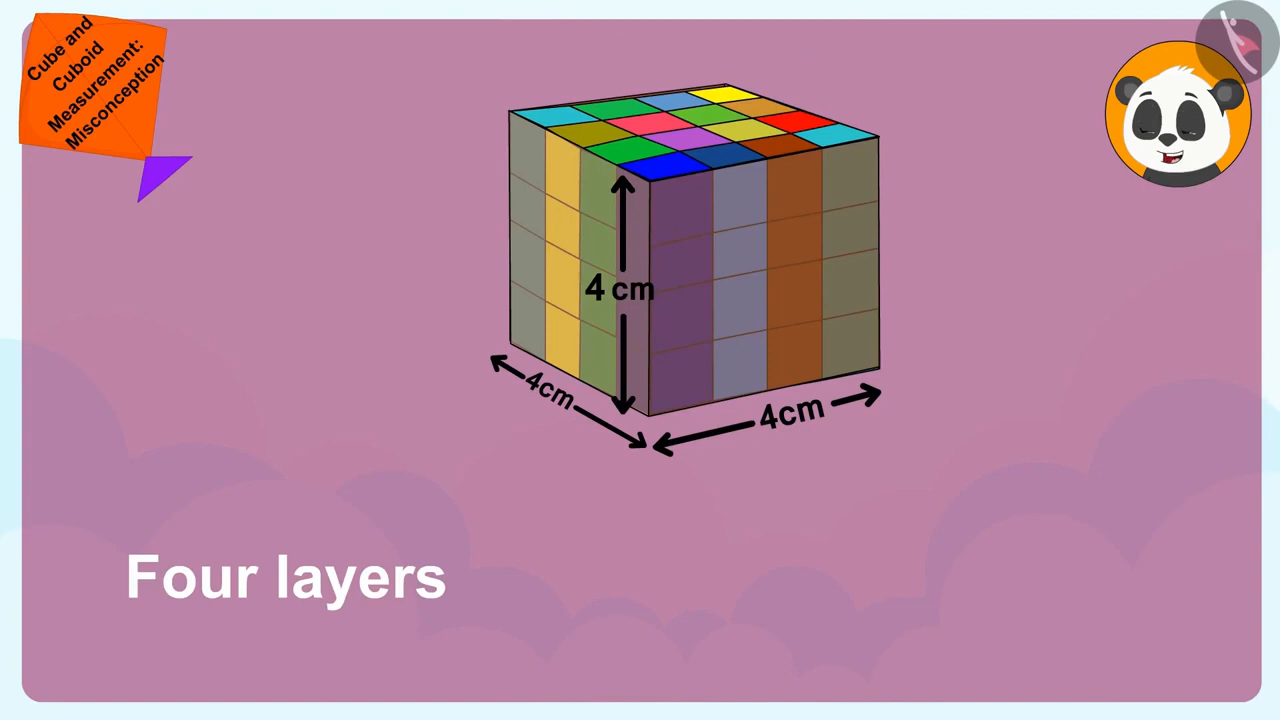 Cube and
Cuboid
Measurement:
Misconception
4 cm
4cm
4cm
Four layers